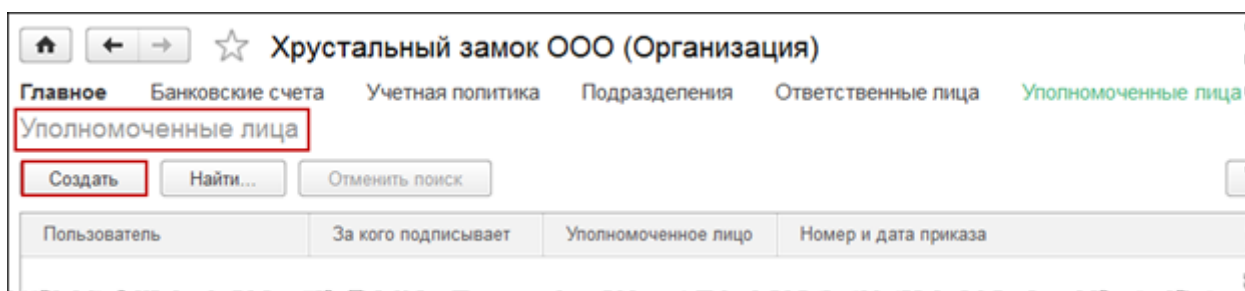 Хрустальный замок ООО (Организация)
Главное Банковские счета Учетная политика Подразделения Ответственные лица Уполномоченные лица
Уполномоченные лица
Создать Найти... Отменить поиск
Пользователь За кого подписывает Уполномоченное лицо Номер и дата приказа